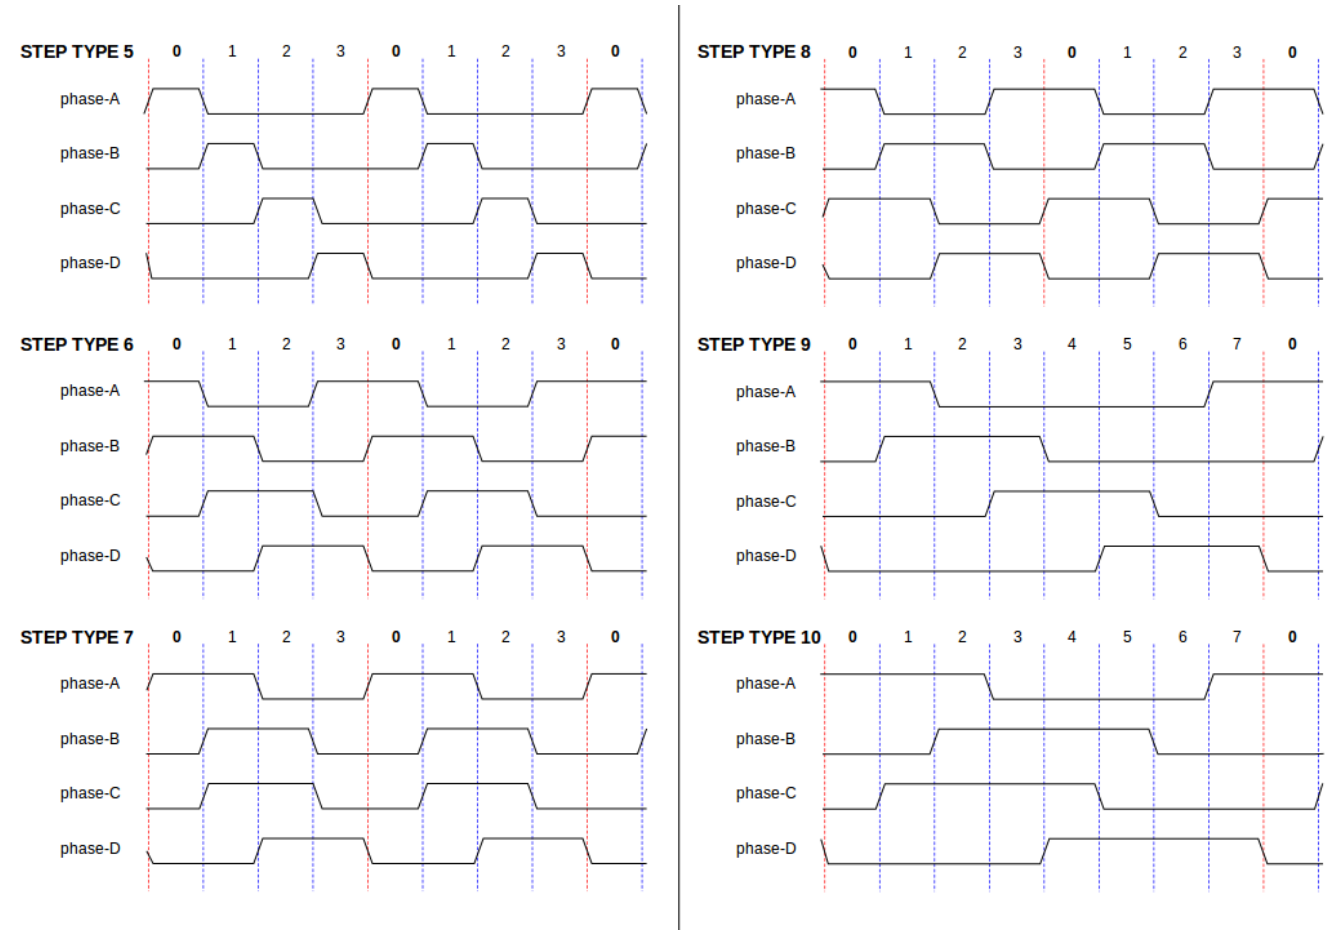 STEP TYPE 5 0 1 2 3 0 1 2 3 0
phase-A
phase-B
phase-C
phase-D
STEP TYPE 6 0 1 2 3 0 1 2 3 0
phase-A
phase-B
phase-C
phase-D
STEP TYPE 7 0 1 2 3 0 1 2 3 0
phase-A
phase-B
phase-C
phase-D
STEP TYPE 8 0 1 2 3 0 1 2 3 0
phase-A
phase-B
phase-C
phase-D
STEP TYPE 9 0 1 2 3 4 5 6 7 0
phase-A
phase-B
phase-C
phase-D
STEP TYPE 10 0 1 2 3 4 5 6 7 0
phase-A
phase-B
phase-C
phase-D